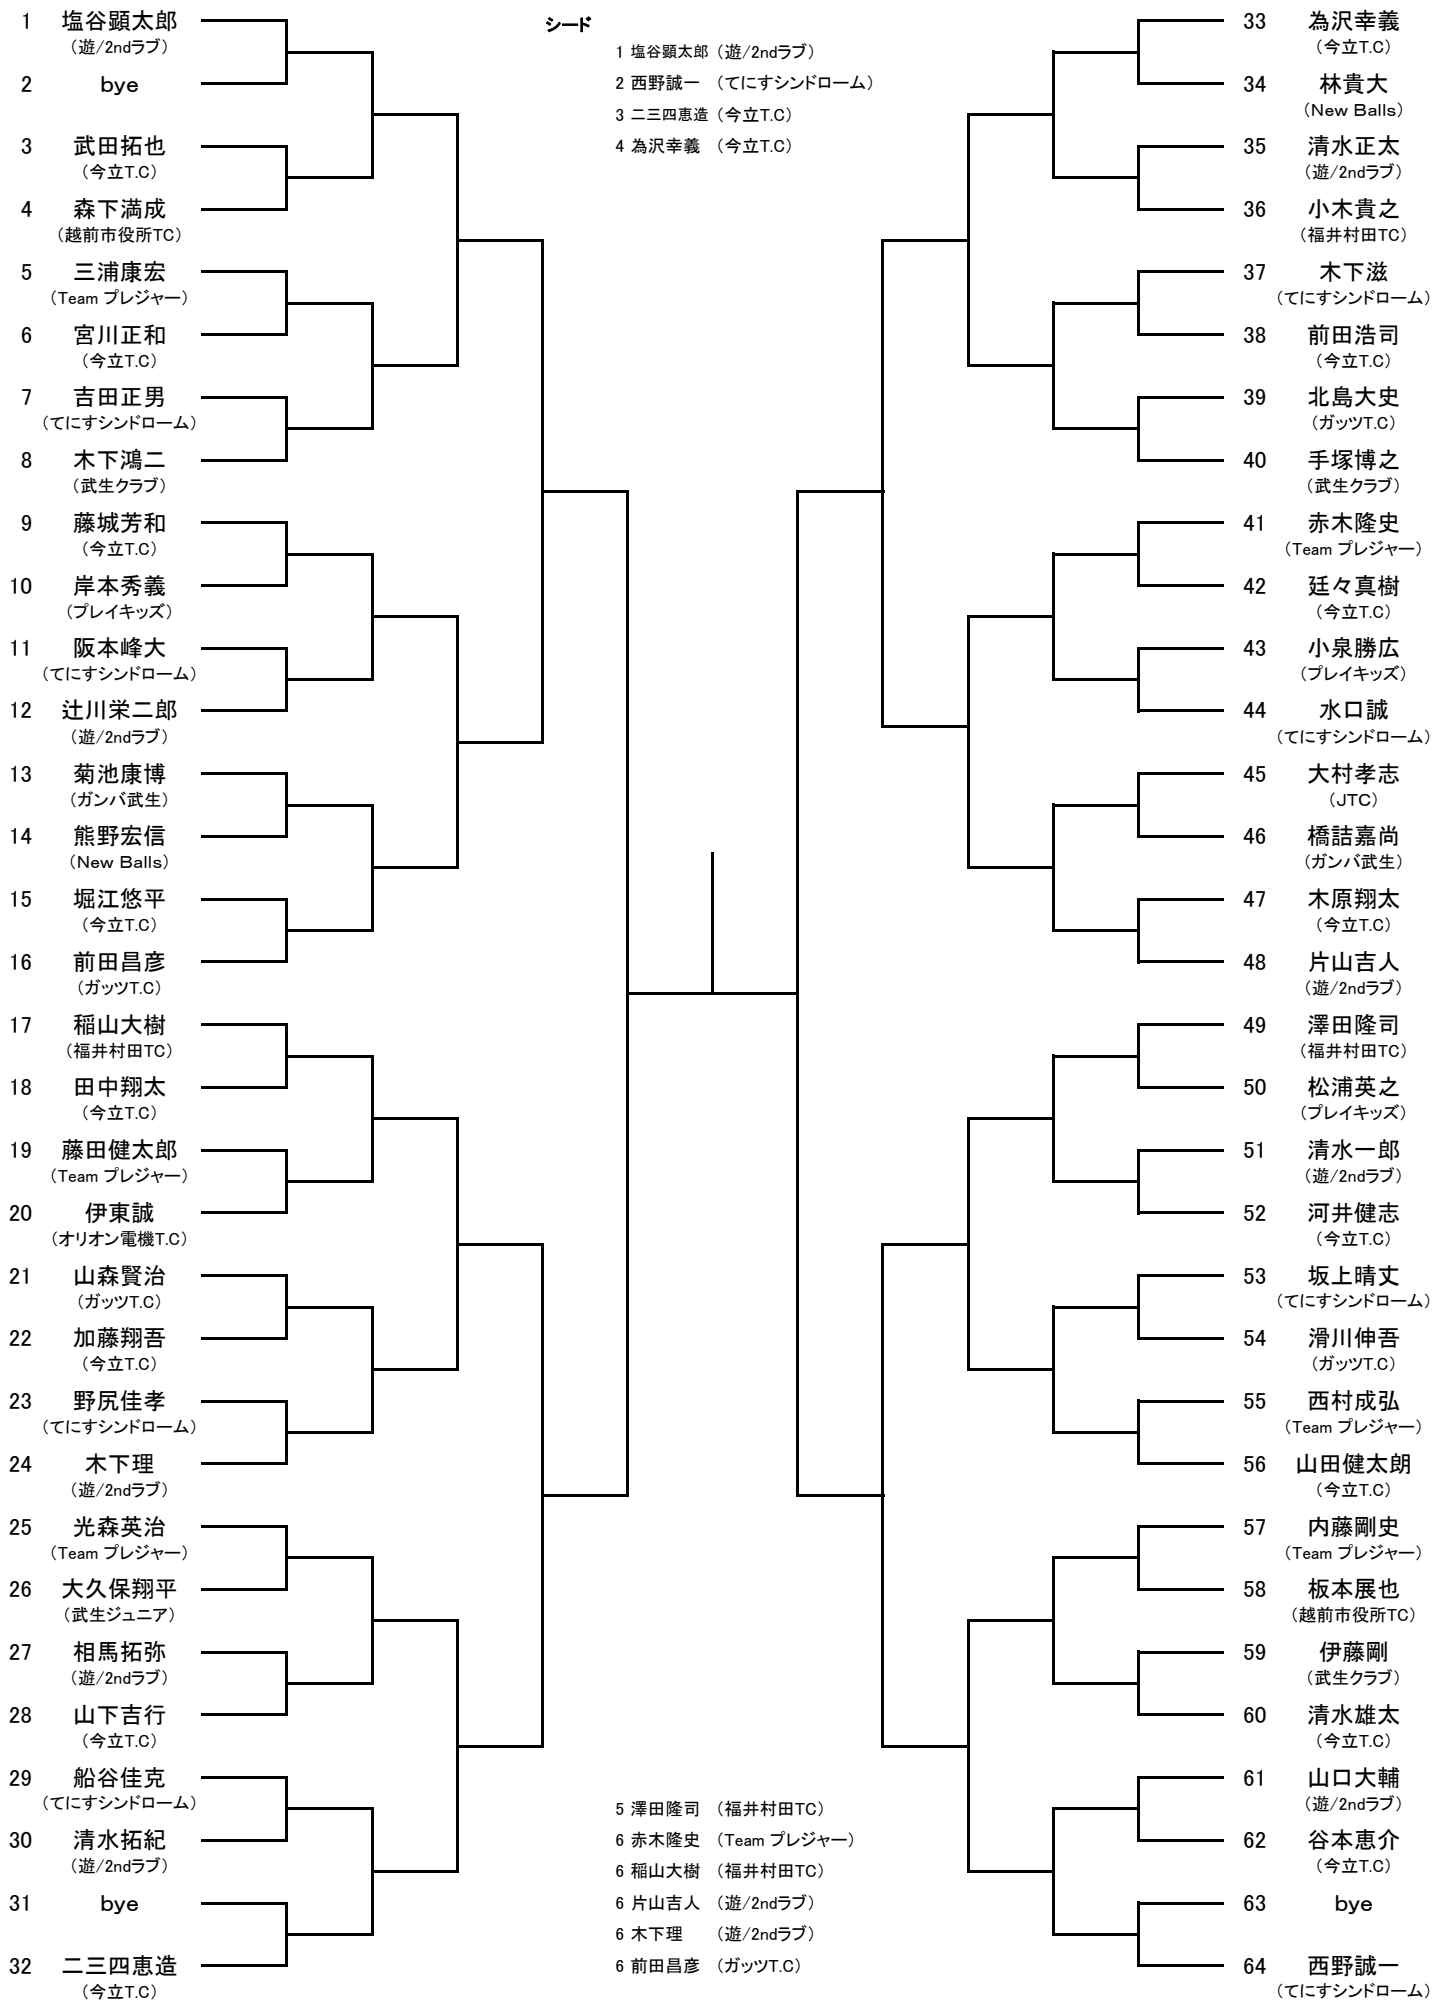 1 塩谷顕太郎
（遊/2ndラブ）
2 bye
3 武田拓也
（今立T.C）
4 森下満成
（越前市役所TC）
5 三浦康宏
（Team プレジャー）
6 宮川正和
（今立T.C）
7 吉田正男
（てにすシンドローム）
8 木下鴻二
（武生クラブ）
9 藤城芳和
（今立T.C）
10 岸本秀義
（プレイキッズ）
11 阪本峰大
（てにすシンドローム）
12 辻川栄二郎
（遊/2ndラブ）
13 菊池康博
（ガンバ武生）
14 熊野宏信
（New Balls）
15 堀江悠平
（今立T.C）
16 前田昌彦
（ガッツT.C）
17 稲山大樹
（福井村田TC）
18 田中翔太
（今立T.C）
19 藤田健太郎
（Team プレジャー）
20 伊東誠
（オリオン電機T.C）
21 山森賢治
（ガッツT.C）
22 加藤翔吾
（今立T.C）
23 野尻佳孝
（てにすシンドローム）
24 木下理
（遊/2ndラブ）
25 光森英治
（Team プレジャー）
26 大久保翔平
（武生ジュニア）
27 相馬拓弥
（遊/2ndラブ）
28 山下吉行
（今立T.C）
29 船谷佳克
（てにすシンドローム）
30 清水拓紀
（遊/2ndラブ）
31 bye
32 二三四恵造
（今立T.C）
シード
1 塩谷顕太郎（遊/2ndラブ）
2 西野誠一 （てにすシンドローム）
3 二三四恵造（今立T.C）
4 為沢幸義 （今立T.C）
5 澤田隆司 （福井村田TC）
6 赤木隆史 （Team プレジャー）
6 稲山大樹 （福井村田TC）
6 片山吉人 （遊/2ndラブ）
6 木下理 （遊/2ndラブ）
6 前田昌彦 （ガッツT.C）
33 為沢幸義
（今立T.C）
34 林貴大
（New Balls）
35 清水正太
（遊/2ndラブ）
36 小木貴之
（福井村田TC）
37 木下滋
（てにすシンドローム）
38 前田浩司
（今立T.C）
39 北島大史
（ガッツT.C）
40 手塚博之
（武生クラブ）
41 赤木隆史
（Team プレジャー）
42 廷々真樹
（今立T.C）
43 小泉勝広
（プレイキッズ）
44 水口誠
（てにすシンドローム）
45 大村孝志
（JTC）
46 橋詰嘉尚
（ガンバ武生）
47 木原翔太
（今立T.C）
48 片山吉人
（遊/2ndラブ）
49 澤田隆司
（福井村田TC）
50 松浦英之
（プレイキッズ）
51 清水一郎
（遊/2ndラブ）
52 河井健志
（今立T.C）
53 坂上晴丈
（てにすシンドローム）
54 滑川伸吾
（ガッツT.C）
55 西村成弘
（Team プレジャー）
56 山田健太朗
（今立T.C）
57 内藤剛史
（Team プレジャー）
58 板本展也
（越前市役所TC）
59 伊藤剛
（武生クラブ）
60 清水雄太
（今立T.C）
61 山口大輔
（遊/2ndラブ）
62 谷本恵介
（今立T.C）
63 bye
64 西野誠一
（てにすシンドローム）